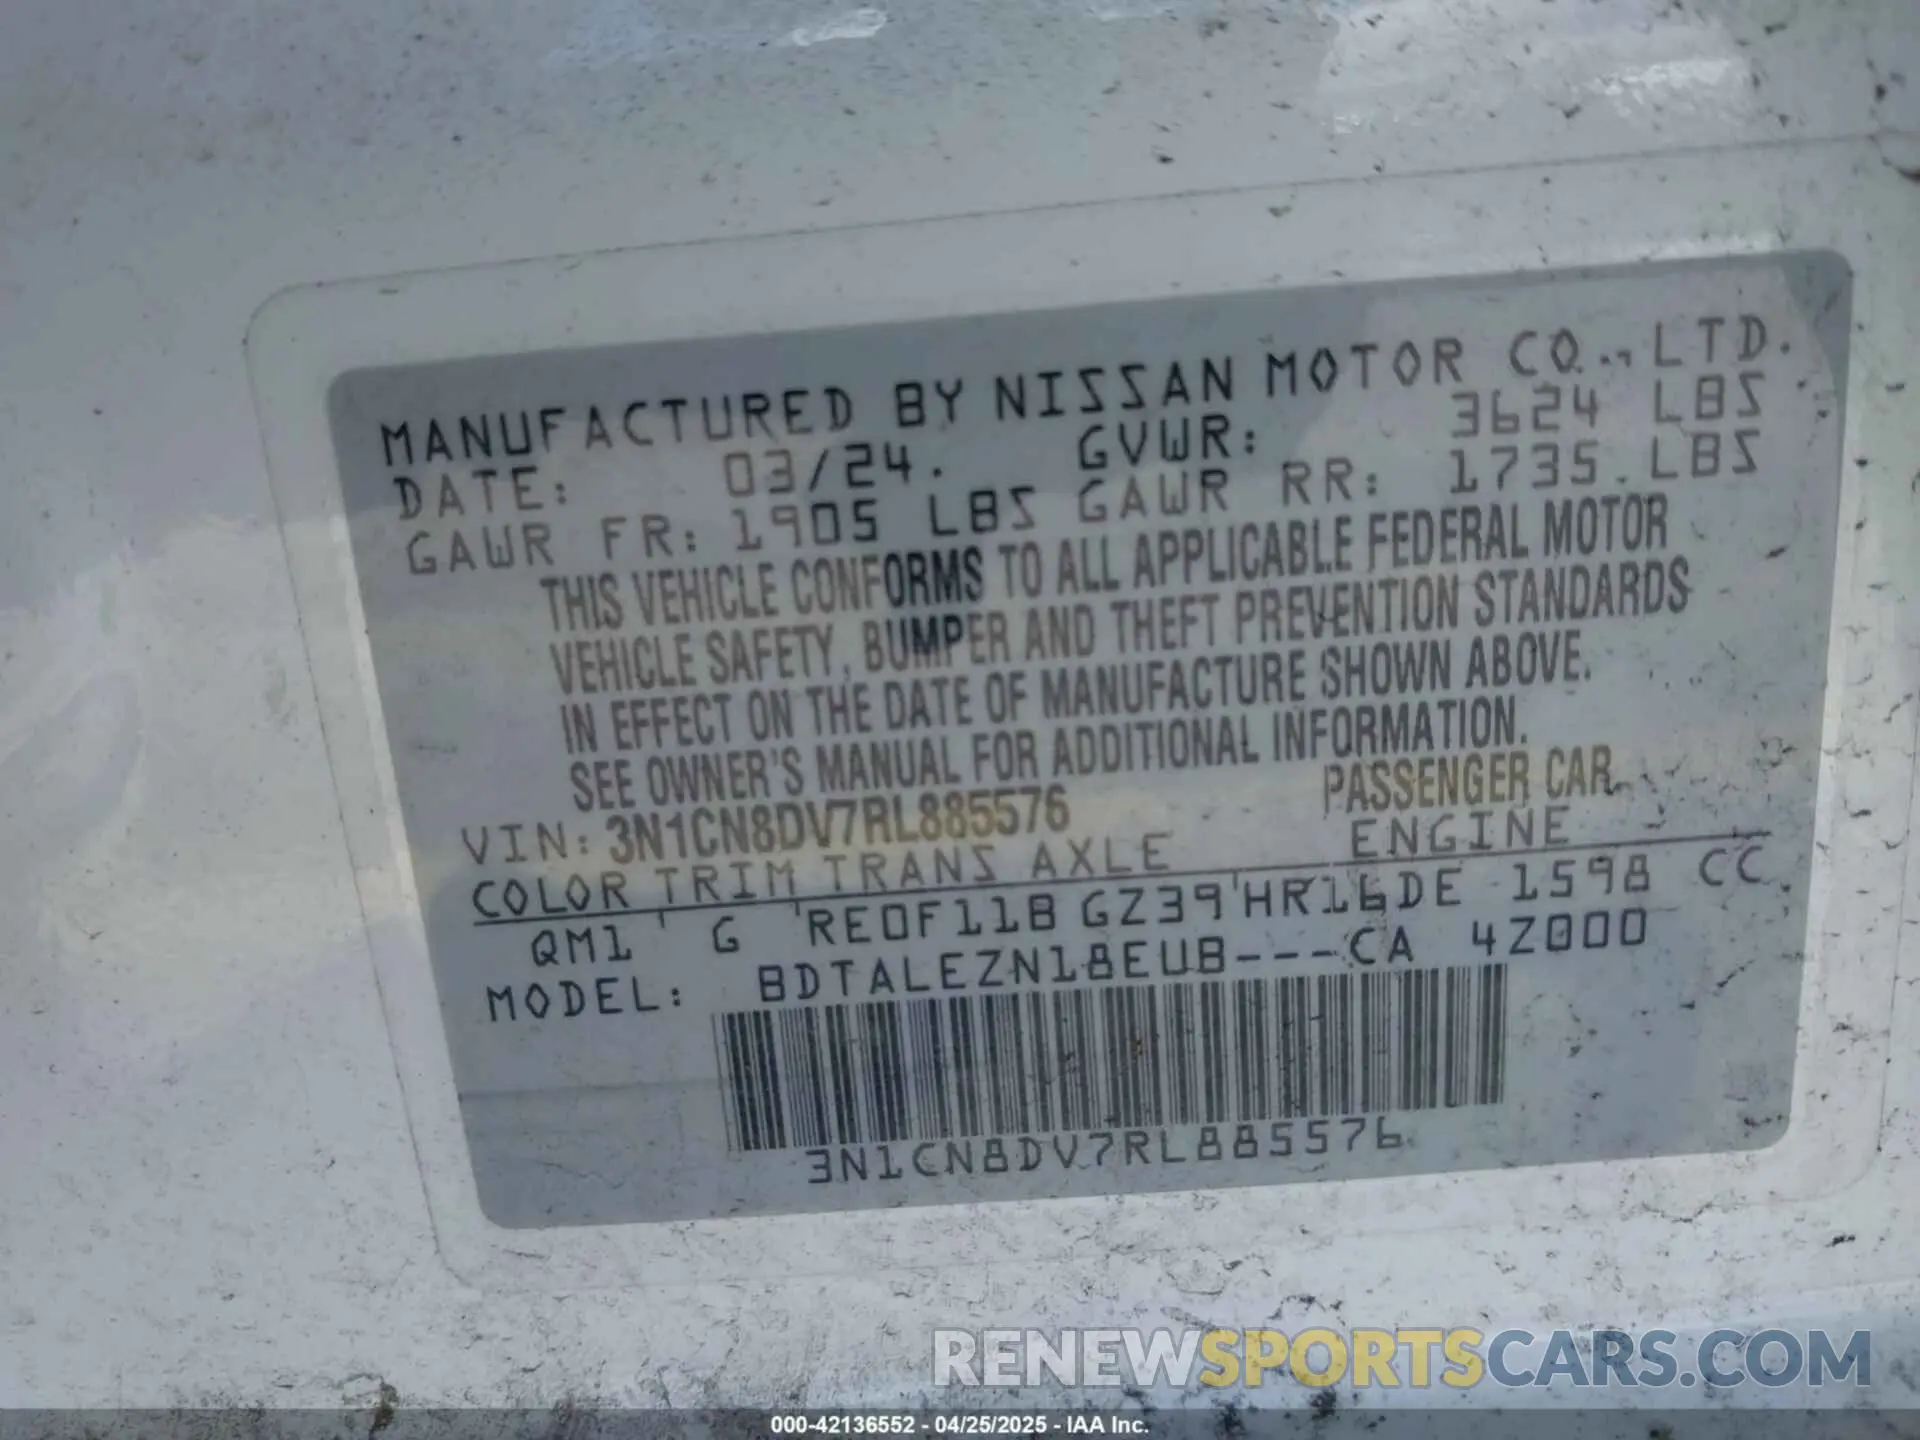 MANUFACTURED BY NISSAN MOTOR CO., LTD.
DATE: 03/24. GVWR: 3624 LBS
GAWR FR: 1905 LBS GAWR RR: 1735 LBS
THIS VEHICLE CONFORMS TO ALL APPLICABLE FEDERAL MOTOR
VEHICLE SAFETY, BUMPER AND THEFT PREVENTION STANDARDS
IN EFFECT ON THE DATE OF MANUFACTURE SHOWN ABOVE.
SEE OWNER'S MANUAL FOR ADDITIONAL INFORMATION.
VIN: 3N1CN8DV7RL885576 PASSENGER CAR
COLOR TRIM TRANS AXLE ENGINE
QM1 ' G ' RE0F11B GZ39 ' HR16DE 1598 CC
MODEL: BDTALEZN18EUB---CA 4Z000
3N1CN8DV7RL885576
RENEWSPORTSCARS.COM
000-42136552 - 04/25/2025 - IAA Inc.